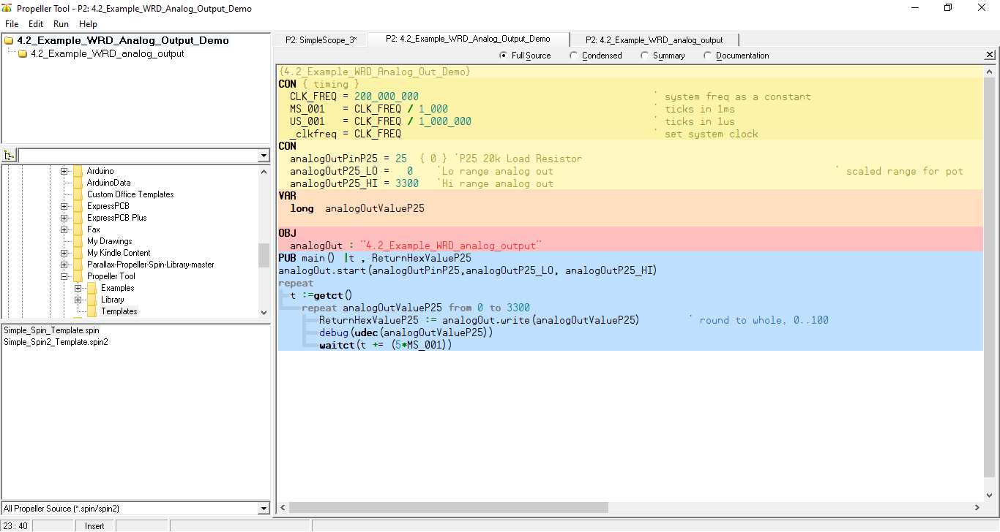 Propeller Tool - P2: 4.2_Example_WRD_Analog_Output_Demo
File Edit Run Help
4.2_Example_WRD_Analog_Output_Demo
4.2_Example_WRD_analog_output
Arduino
ArduinoData
Custom Office Templates
ExpressPCB
ExpressPCB Plus
Fax
My Drawings
My Kindle Content
Parallax-Propeller-Spin-Library-master
Propeller Tool
Examples
Library
Templates
Simple_Spin_Template.spin
Simple_Spin2_Template.spin2
All Propeller Source (*.spin/spin2)
P2: SimpleScope_3* P2: 4.2_Example_WRD_Analog_Output_Demo P2: 4.2_Example_WRD_analog_output
Full Source Condensed Summary Documentation
{4.2_Example_WRD_Analog_Out_Demo}
CON { timing }
CLK_FREQ = 200_000_000 ' system freq as a constant
MS_001 = CLK_FREQ / 1_000 ' ticks in 1ms
US_001 = CLK_FREQ / 1_000_000 ' ticks in 1us
_clkfreq = CLK_FREQ ' set system clock
CON
analogOutPinP25 = 25 { 0 } 'P25 20k Load Resistor
analogOutP25_LO = 0 'Lo range analog out ' scaled range for pot
analogOutP25_HI = 3300 'Hi range analog out
VAR
long analogOutValueP25
OBJ
analogOut : "4.2_Example_WRD_analog_output"
PUB main() |t , ReturnHexValueP25
analogOut.start(analogOutPinP25,analogOutP25_LO, analogOutP25_HI)
repeat
t :=getct()
repeat analogOutValueP25 from 0 to 3300
ReturnHexValueP25 := analogOut.write(analogOutValueP25) ' round to whole, 0..100
debug(udec(analogOutValueP25))
waitct(t += (5*MS_001))
23 : 40 Insert